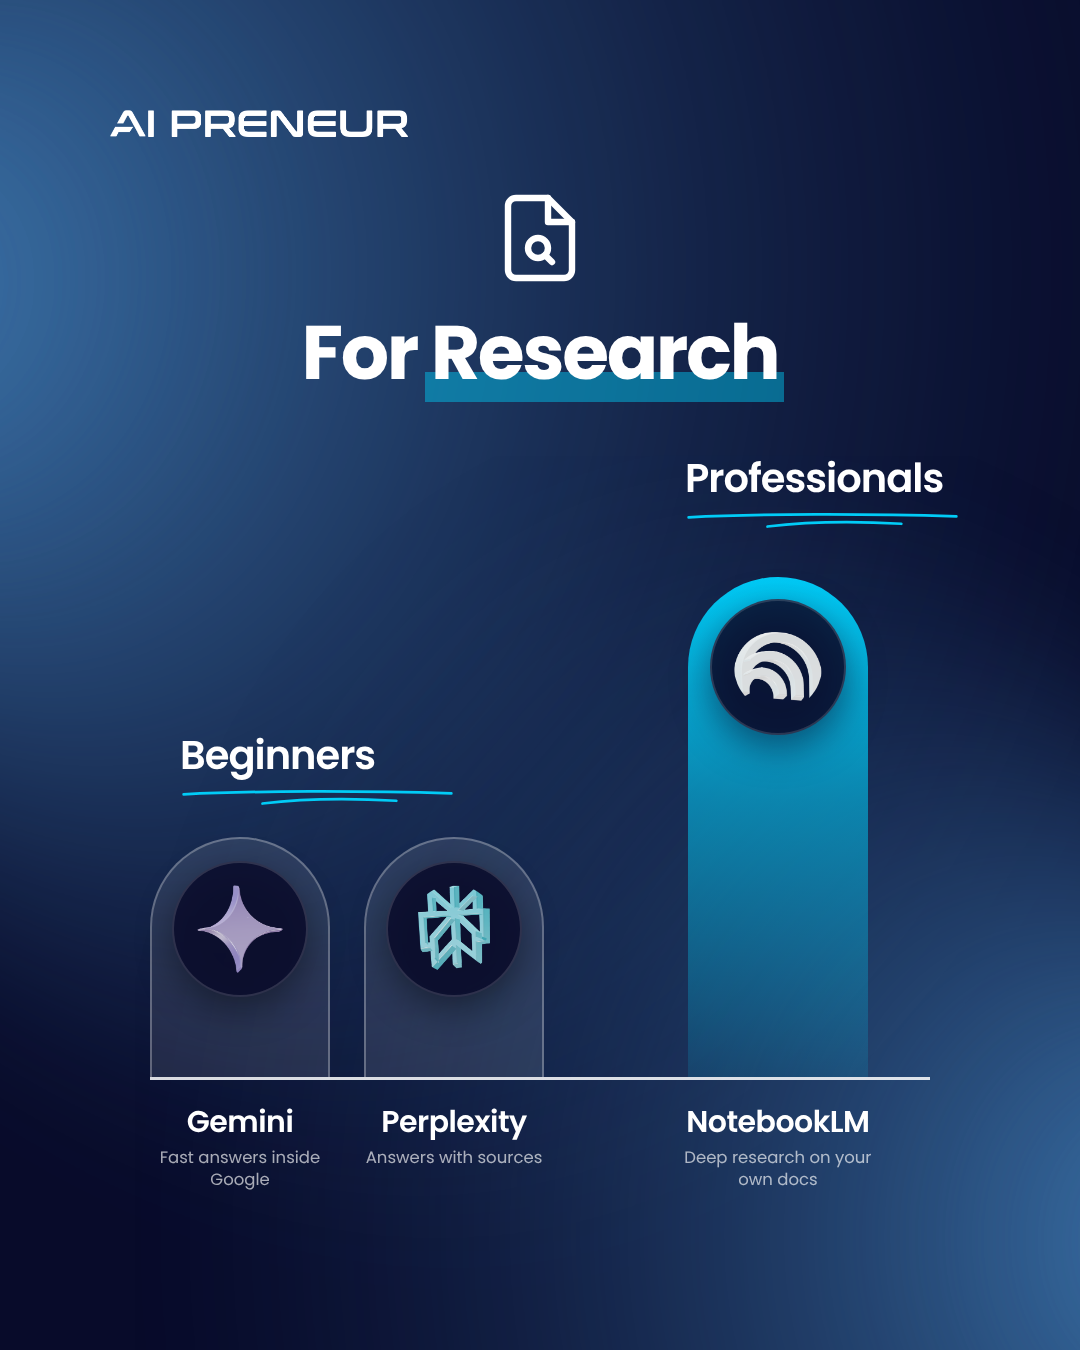 AI PRENEUR
For Research
Professionals
Beginners
Gemini
Fast answers inside
Google
Perplexity
Answers with sources
NotebookLM
Deep research on your
own docs